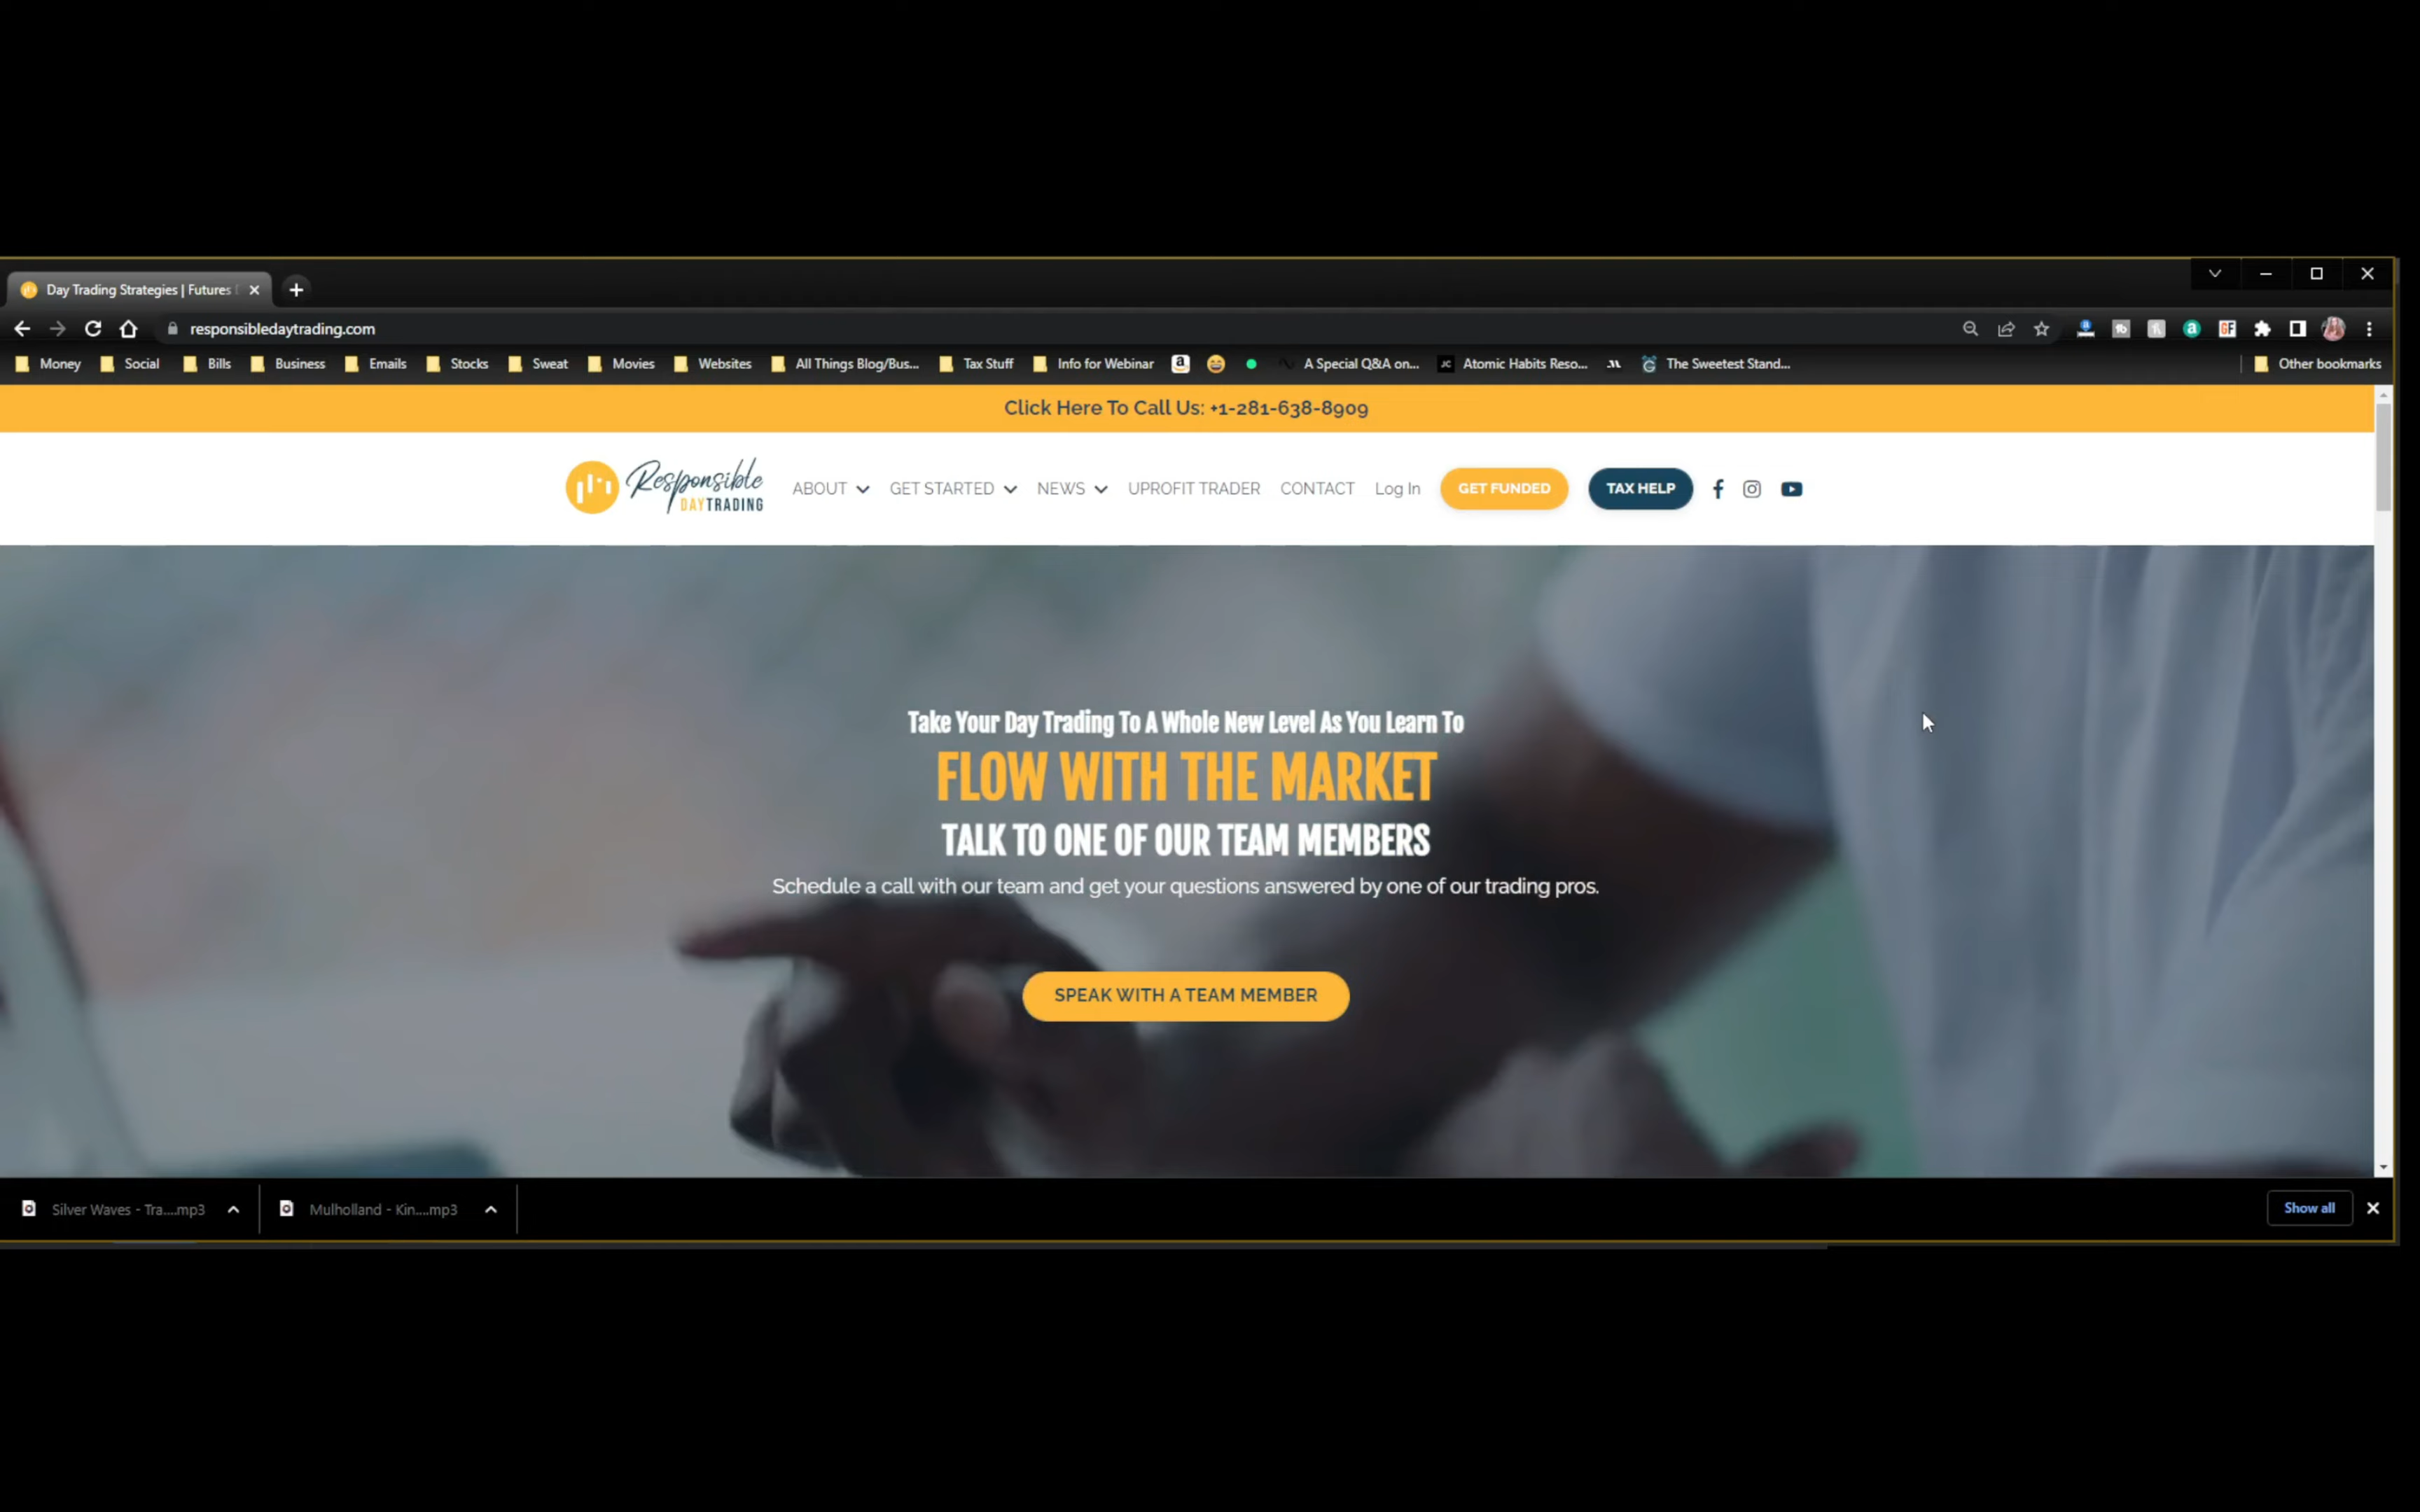 Day Trading Strategies | Futures
responsibledaytrading.com
Money Social Bills Business Emails Stocks Sweat Movies Websites All Things Blog/Bus... Tax Stuff Info for Webinar A Special Q&A on... JC Atomic Habits Reso... The Sweetest Stand... Other bookmarks
Click Here To Call Us: +1-281-638-8909
Responsible
DAYTRADING
ABOUT GET STARTED NEWS UPROFIT TRADER CONTACT Log In GET FUNDED TAX HELP
Take Your Day Trading To A Whole New Level As You Learn To
FLOW WITH THE MARKET
TALK TO ONE OF OUR TEAM MEMBERS
Schedule a call with our team and get your questions answered by one of our trading pros.
SPEAK WITH A TEAM MEMBER
Silver Waves - Tra....mp3 Mulholland - Kin....mp3 Show all